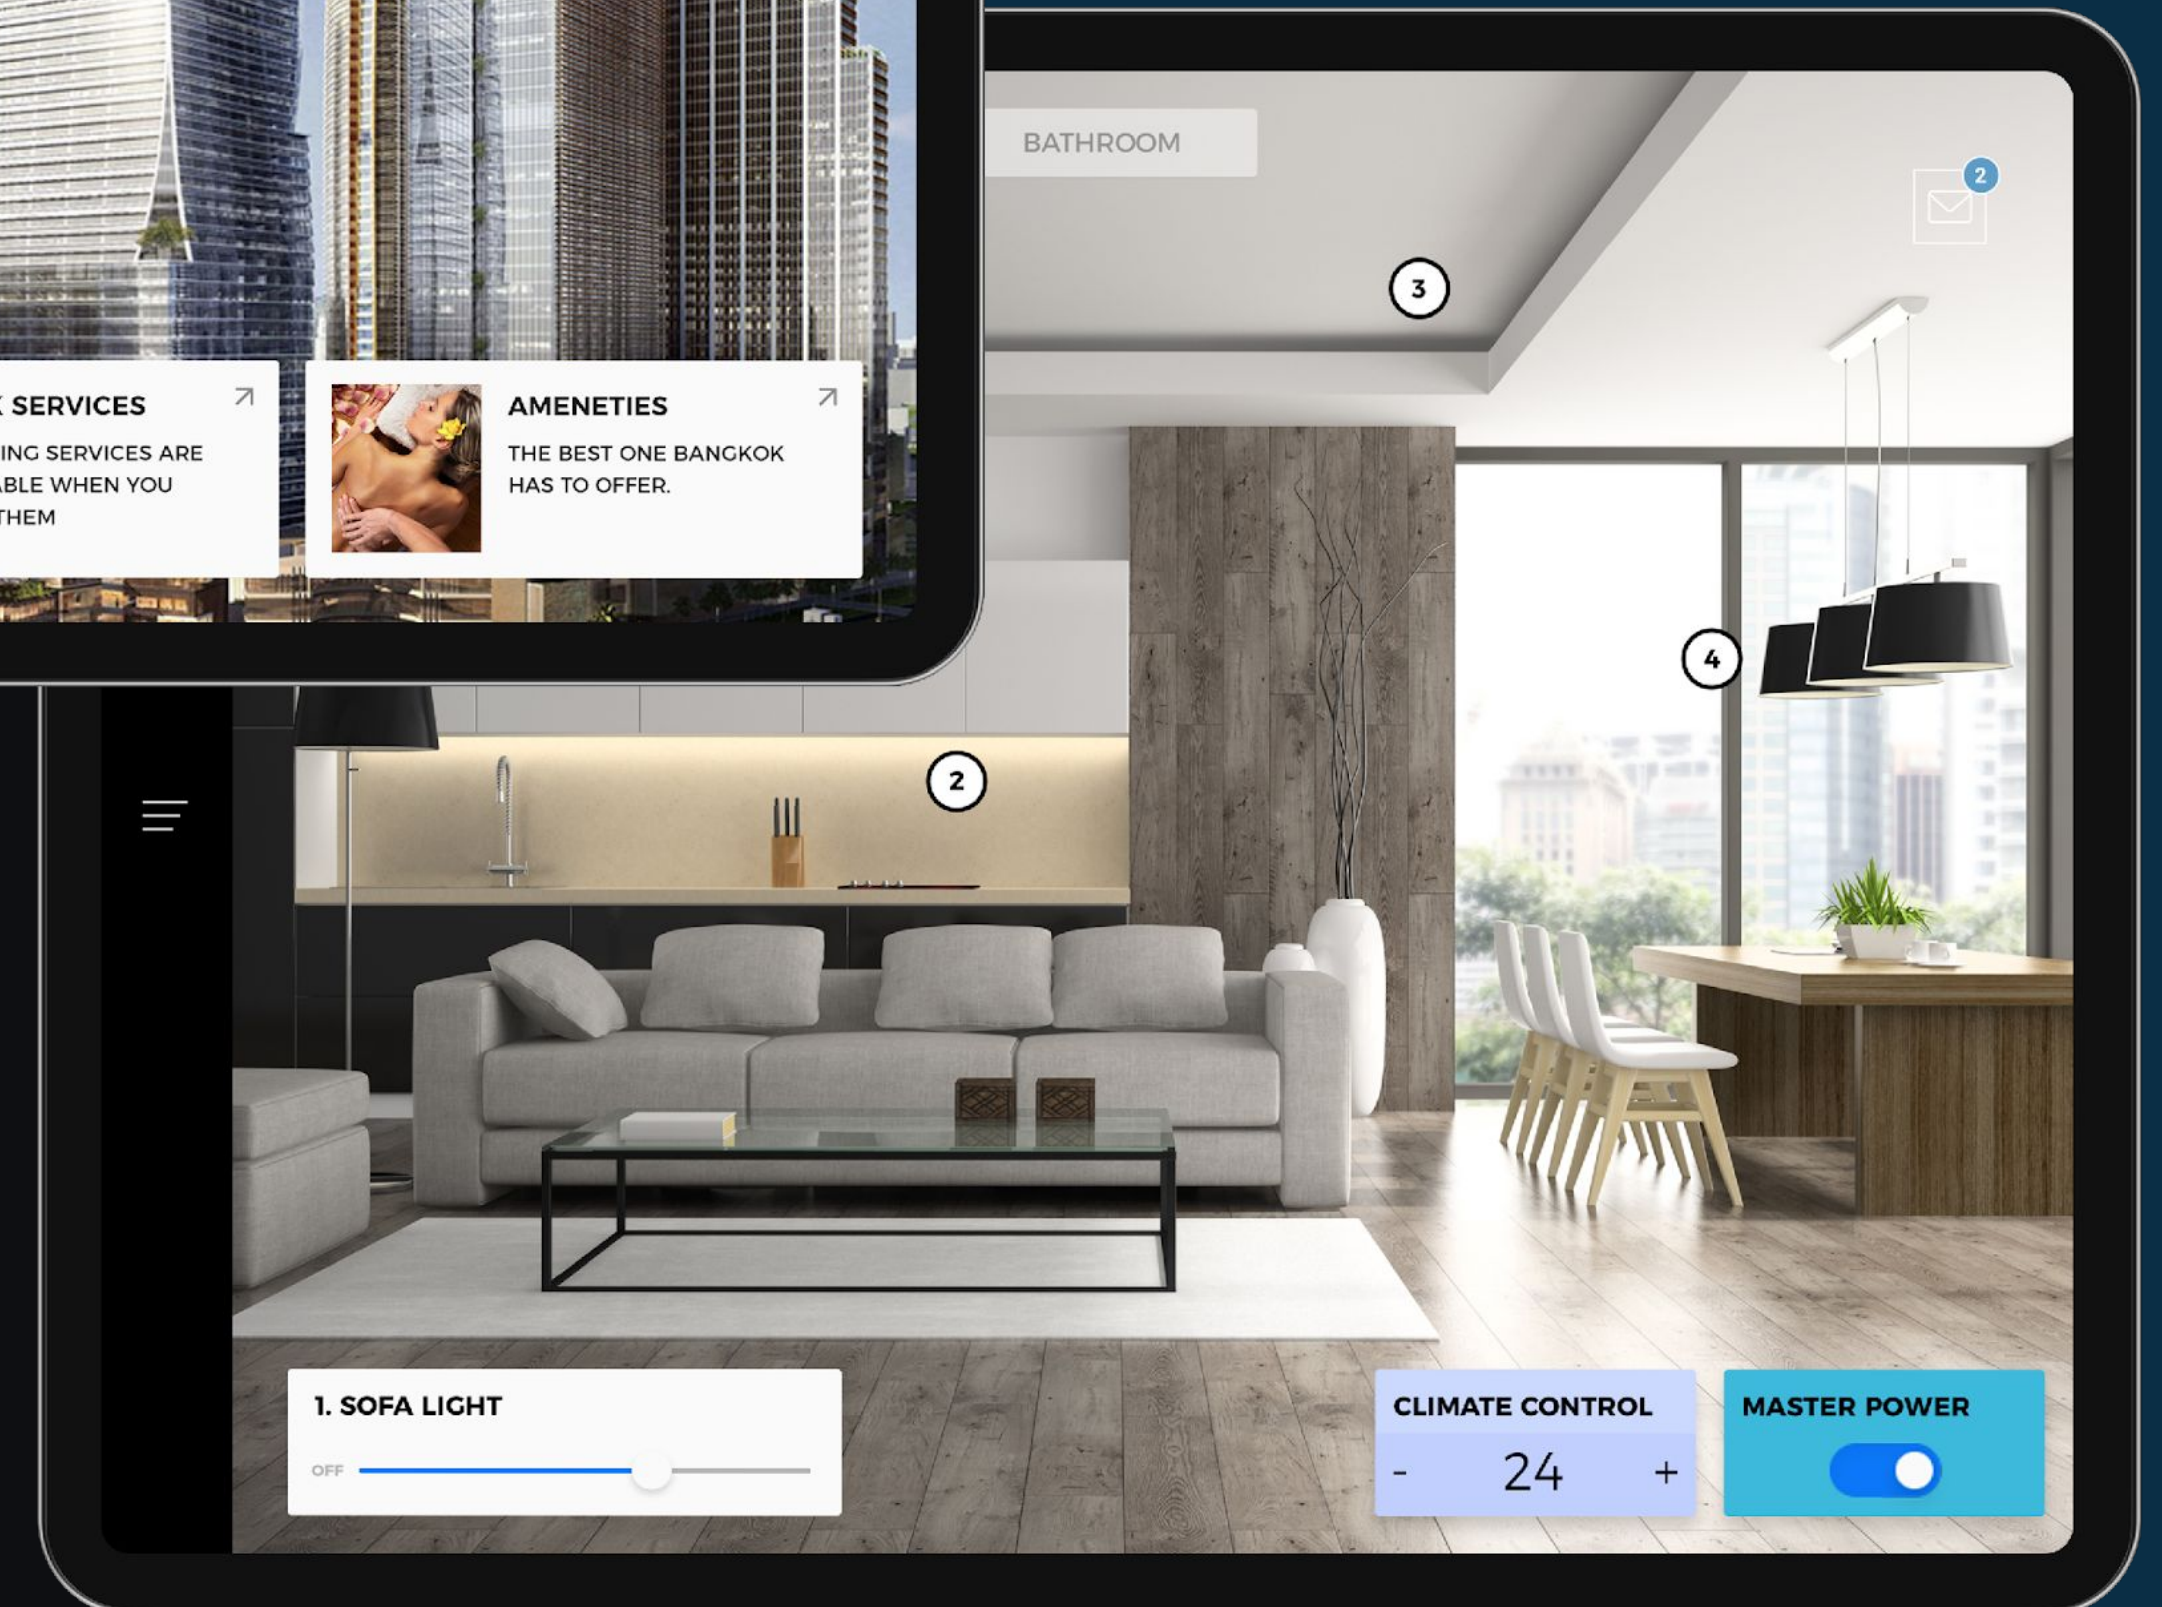 SERVICES
ING SERVICES ARE
ABLE WHEN YOU
THEM
AMENETIES
THE BEST ONE BANGKOK
HAS TO OFFER.
BATHROOM
2
3
4
2
1. SOFA LIGHT
OFF
CLIMATE CONTROL
- 24 +
MASTER POWER